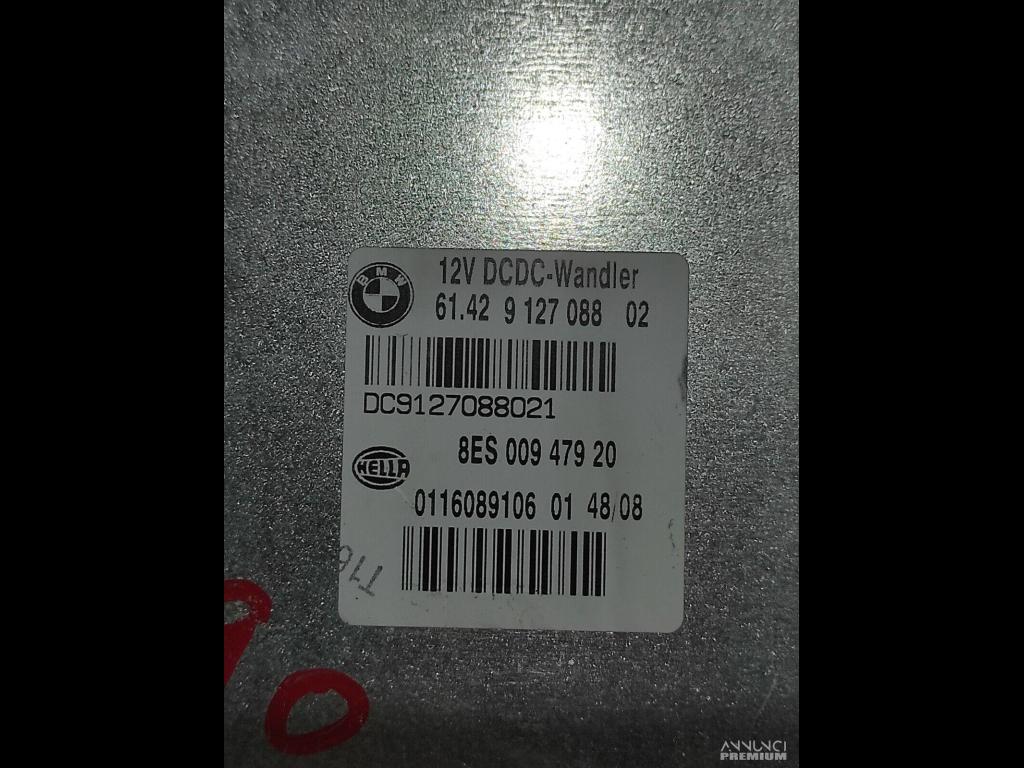 12V DCDC-Wandler
BMW
61.42 9 127 088 02
DC9127088021
8ES 009 479 20
HELLA
0116089106 01 48/08
T16
ANNUNCI
PREMIUM